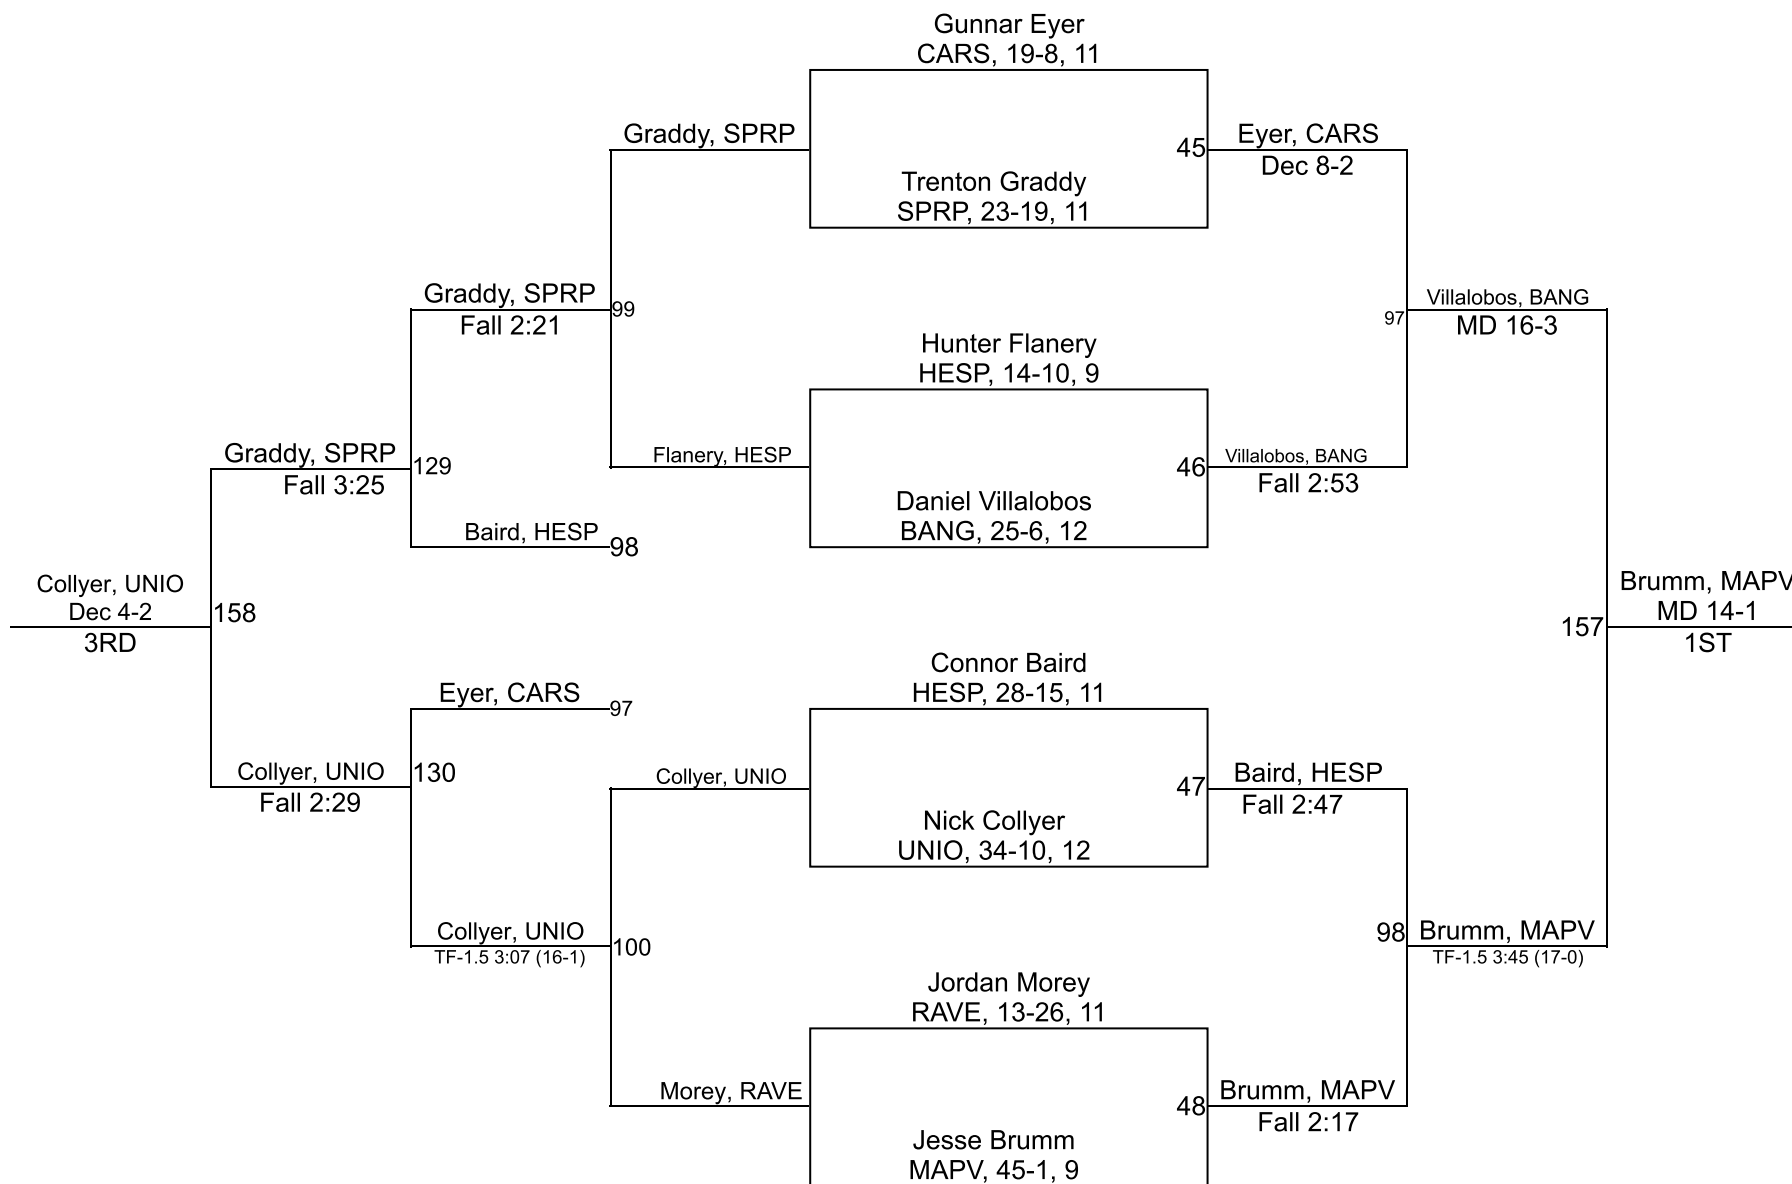 Gunnar Eyer
CARS, 19-8, 11
Graddy, SPRP
45
Eyer, CARS
Dec 8-2
Trenton Graddy
SPRP, 23-19, 11
Graddy, SPRP
Fall 2:21
99
Villalobos, BANG
97
MD 16-3
Hunter Flanery
HESP, 14-10, 9
Graddy, SPRP
Fall 3:25
129
Flanery, HESP
46
Villalobos, BANG
Fall 2:53
Daniel Villalobos
BANG, 25-6, 12
Baird, HESP
98
Collyer, UNIO
Dec 4-2
3RD
158
157
Brumm, MAPV
MD 14-1
1ST
Connor Baird
HESP, 28-15, 11
Eyer, CARS
97
Collyer, UNIO
Fall 2:29
130
Collyer, UNIO
47
Baird, HESP
Fall 2:47
Nick Collyer
UNIO, 34-10, 12
Collyer, UNIO
TF-1.5 3:07 (16-1)
100
98
Brumm, MAPV
TF-1.5 3:45 (17-0)
Jordan Morey
RAVE, 13-26, 11
Morey, RAVE
48
Brumm, MAPV
Fall 2:17
Jesse Brumm
MAPV, 45-1, 9